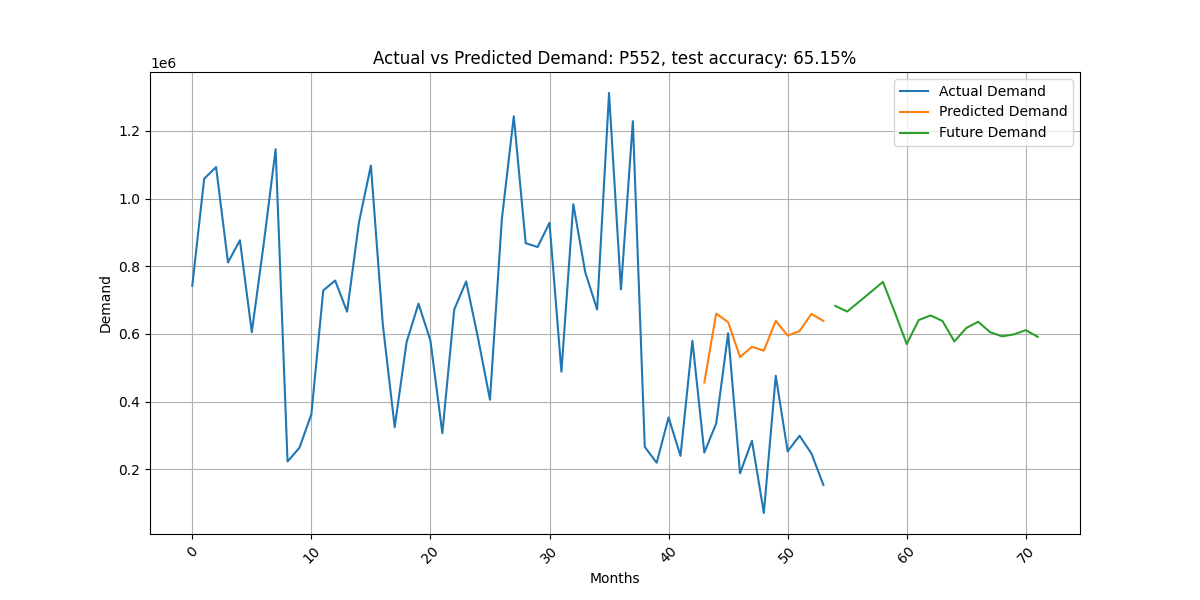 Actual vs Predicted Demand: P552, test accuracy: 65.15%
1e6
Actual Demand
Predicted Demand
Future Demand
1.2
1.0
0.8
0.6
0.4
0.2
Demand
0 10 20 30 40 50 60 70
Months